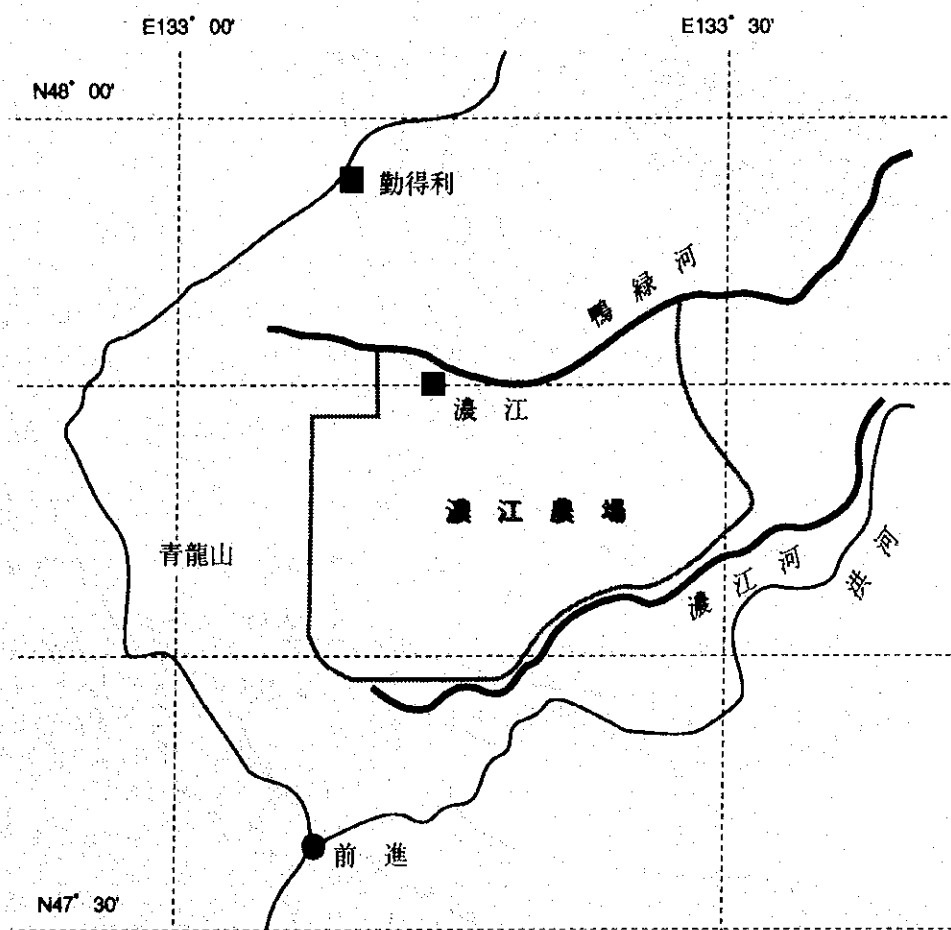 E133° 00'
E133° 30'
N48° 00'
勤得利
鴨緑河
濃江
濃江農場
青龍山
濃江河
洪河
前進
N47° 30'